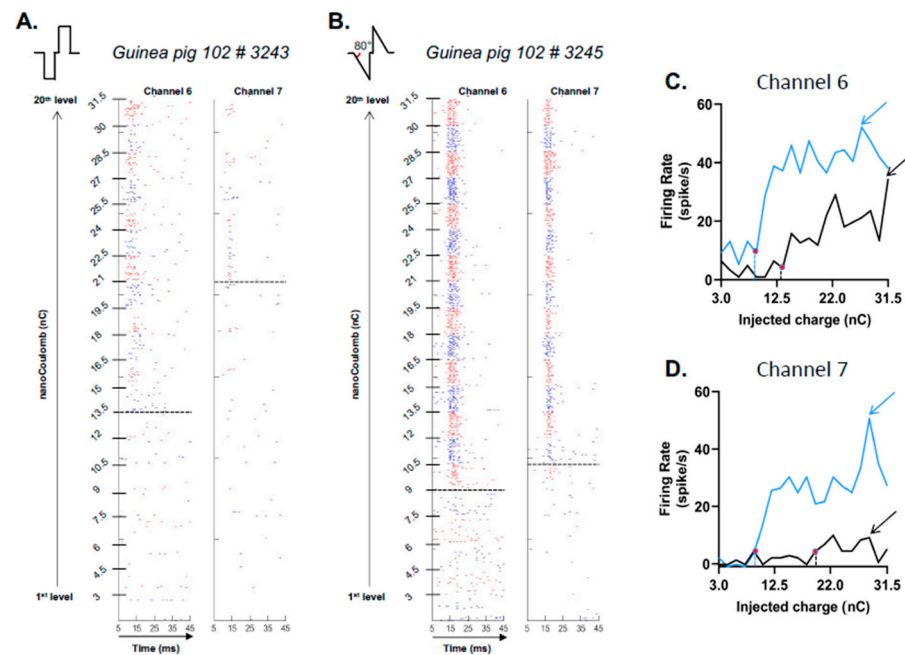 A.
Guinea pig 102 # 3243
20th level
Channel 6
Channel 7
31.5
30
28.5
27
25.5
24
22.5
21
19.5
18
16.5
15
13.5
12
10.5
9
7.5
6
4.5
3
nanoCoulomb (nC)
1st level
5 15 25 35 45
5 15 25 35 45
Time (ms)
B.
80°
Guinea pig 102 # 3245
20th level
Channel 6
Channel 7
31.5
30
28.5
27
25.5
24
22.5
21
19.5
18
16.5
15
13.5
12
10.5
9
7.5
6
4.5
3
nanoCoulomb (nC)
1st level
5 15 25 35 45
5 15 25 35 45
Time (ms)
C.
Channel 6
60
40
20
0
Firing Rate
(spike/s)
3.0 12.5 22.0 31.5
Injected charge (nC)
D.
Channel 7
60
40
20
0
Firing Rate
(spike/s)
3.0 12.5 22.0 31.5
Injected charge (nC)